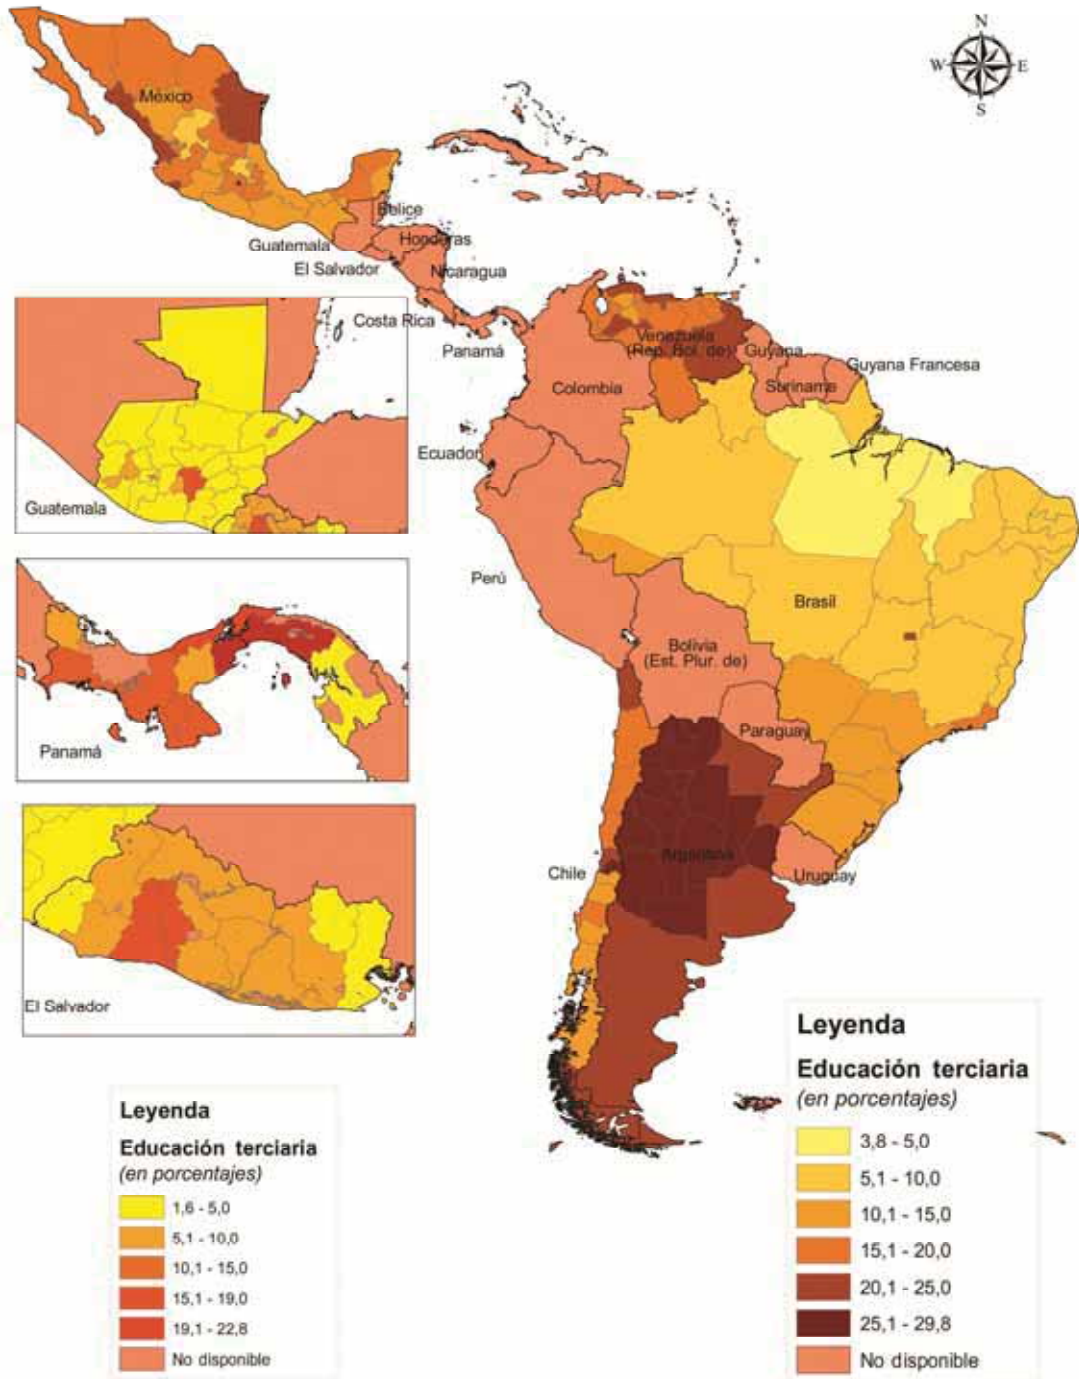 N
W
E
S
México
Belice
Guatemala
Honduras
El Salvador
Nicaragua
Costa Rica
Panamá
Venezuela
(Rep. Bol. de)
Guyana
Guyana Francesa
Suriname
Colombia
Ecuador
Perú
Brasil
Bolivia
(Est. Plur. de)
Paraguay
Chile
Argentina
Uruguay
Guatemala
Panamá
El Salvador
Leyenda
Educación terciaria
(en porcentajes)
1,6 - 5,0
5,1 - 10,0
10,1 - 15,0
15,1 - 19,0
19,1 - 22,8
No disponible
Leyenda
Educación terciaria
(en porcentajes)
3,8 - 5,0
5,1 - 10,0
10,1 - 15,0
15,1 - 20,0
20,1 - 25,0
25,1 - 29,8
No disponible